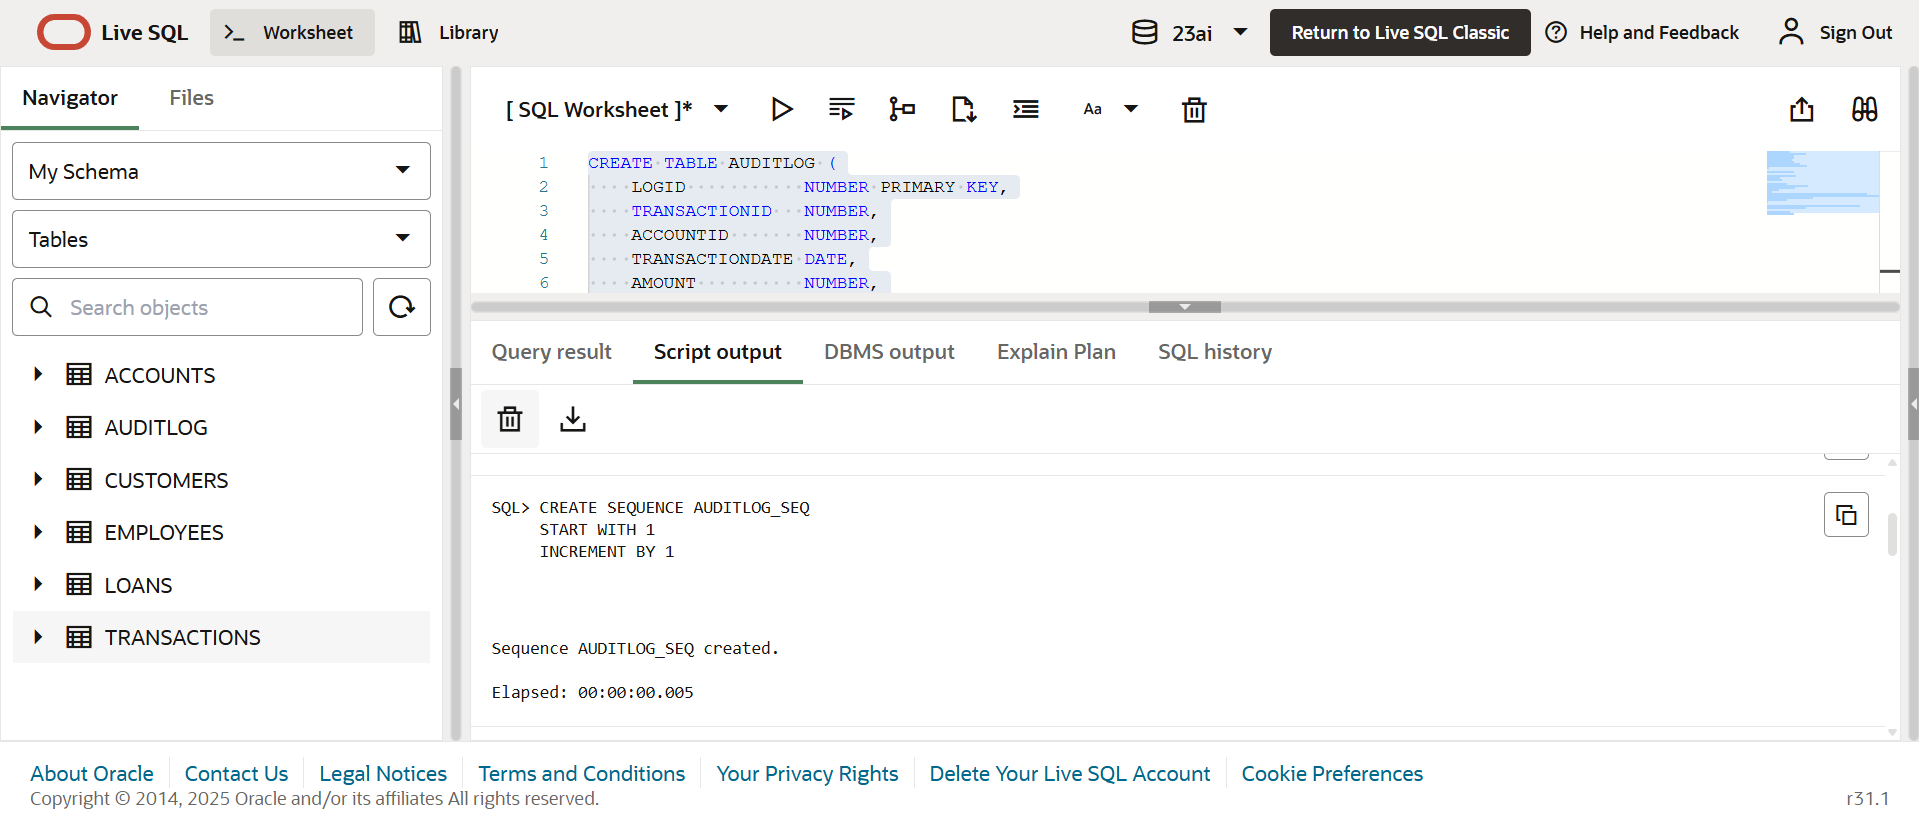 Live SQL
Worksheet
Library
23ai
Return to Live SQL Classic
Help and Feedback
Sign Out
Navigator
Files
My Schema
Tables
Search objects
ACCOUNTS
AUDITLOG
CUSTOMERS
EMPLOYEES
LOANS
TRANSACTIONS
[ SQL Worksheet ]*
Aa
1 CREATE TABLE AUDITLOG (
2 LOGID NUMBER PRIMARY KEY,
3 TRANSACTIONID NUMBER,
4 ACCOUNTID NUMBER,
5 TRANSACTIONDATE DATE,
6 AMOUNT NUMBER,
Query result
Script output
DBMS output
Explain Plan
SQL history
SQL> CREATE SEQUENCE AUDITLOG_SEQ
START WITH 1
INCREMENT BY 1
Sequence AUDITLOG_SEQ created.
Elapsed: 00:00:00.005
About Oracle
Contact Us
Legal Notices
Terms and Conditions
Your Privacy Rights
Delete Your Live SQL Account
Cookie Preferences
Copyright © 2014, 2025 Oracle and/or its affiliates All rights reserved.
r31.1